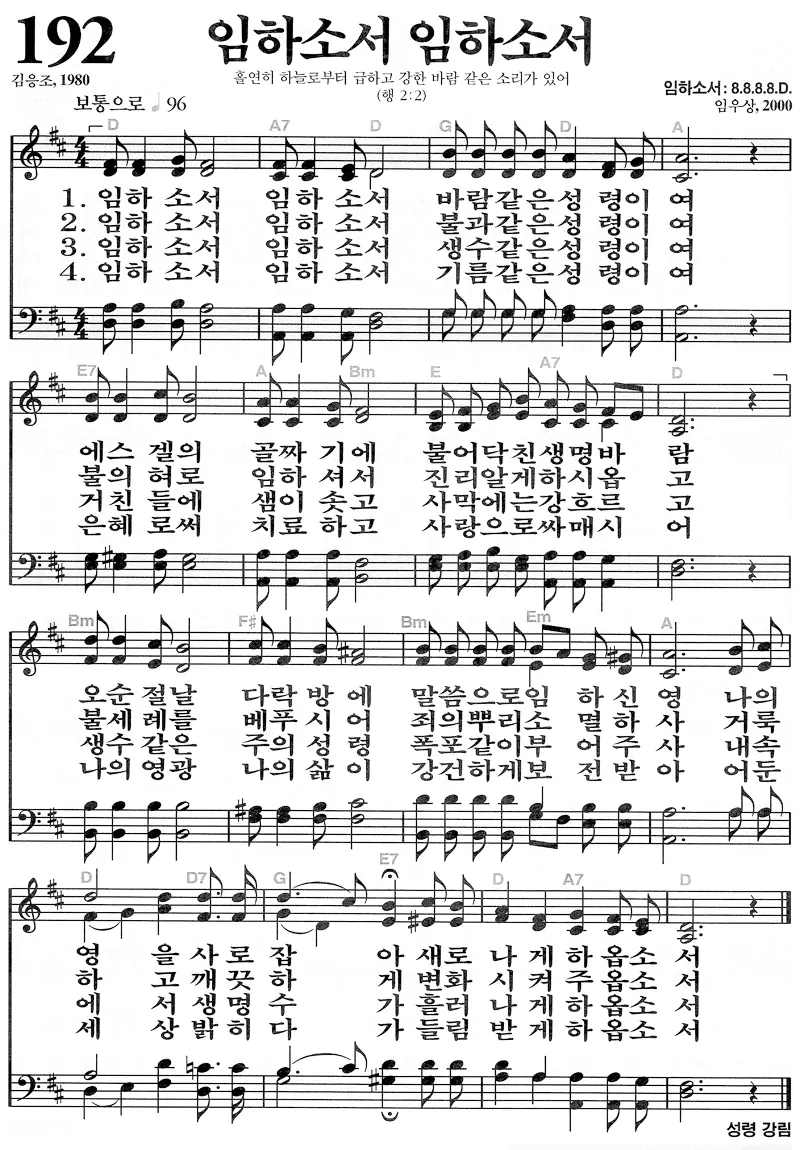 192 임하소서 임하소서
김응조, 1980 홀연히 하늘로부터 급하고 강한 바람 같은 소리가 있어 임하소서: 8.8.8.8.D.
보통으로 ♩ 96 (행 2:2) 임우상, 2000
D A7 D G D A
4/4
1. 임하 소서 임하 소서 바람같은성 령이 여
2. 임하 소서 임하 소서 불과같은성 령이 여
3. 임하 소서 임하 소서 생수같은성 령이 여
4. 임하 소서 임하 소서 기름같은성 령이 여
4/4
E7 A Bm E A7 D
에스 겔의 골짜 기에 불어닥친생명바 람
불의 혀로 임하 셔서 진리알게하시옵 고
거친 들에 샘이 솟고 사막에는강흐르 고
은혜 로써 치료 하고 사랑으로싸매시 어
Bm F# Bm Em A
오순 절날 다락 방에 말씀으로임 하신 영 나의
불세 례를 베푸 시어 죄의뿌리소 멸하 사 거룩
생수 같은 주의 성령 폭포같이부 어주 사 내속
나의 영광 나의 삶이 강건하게보 전받 아 어둔
D D7 G E7 D A7 D
영 을사로잡 아 새로 나 게하 옵소 서
하 고깨끗하 게 변화 시 켜주 옵소 서
에 서생명수 가 흘러 나 게하 옵소 서
세 상밝히다 가 들림 받 게하 옵소 서
성령 강림